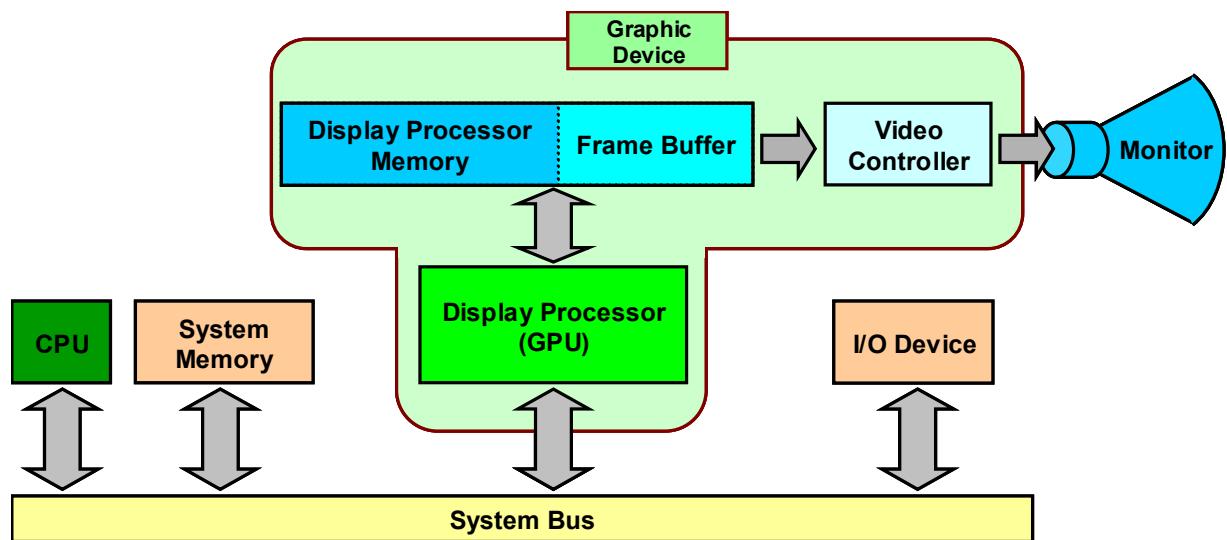 Graphic
Device
Display Processor
Memory
Frame Buffer
Video
Controller
Monitor
CPU
System
Memory
Display Processor
(GPU)
I/O Device
System Bus